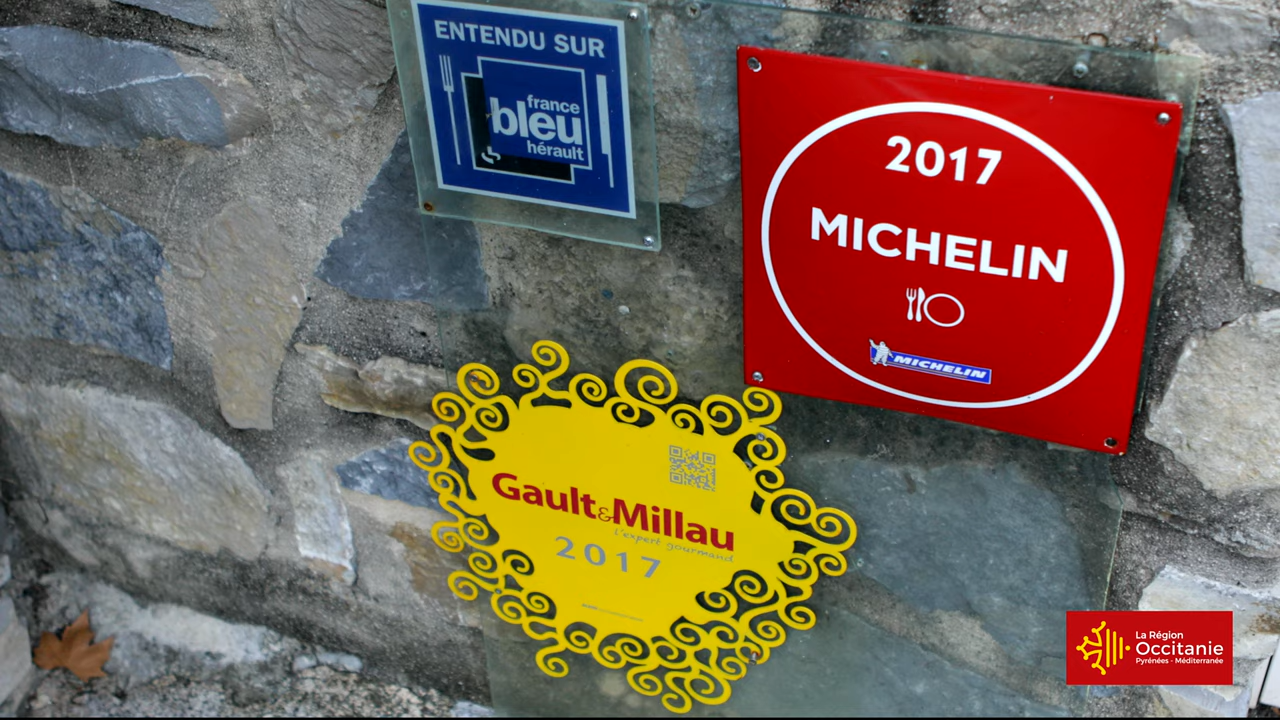 ENTENDU SUR
france
bleu
hérault
2017
MICHELIN
MICHELIN
Gault&Millau
l'expert gourmand
2017
La Région
Occitanie
Pyrénées - Méditerranée